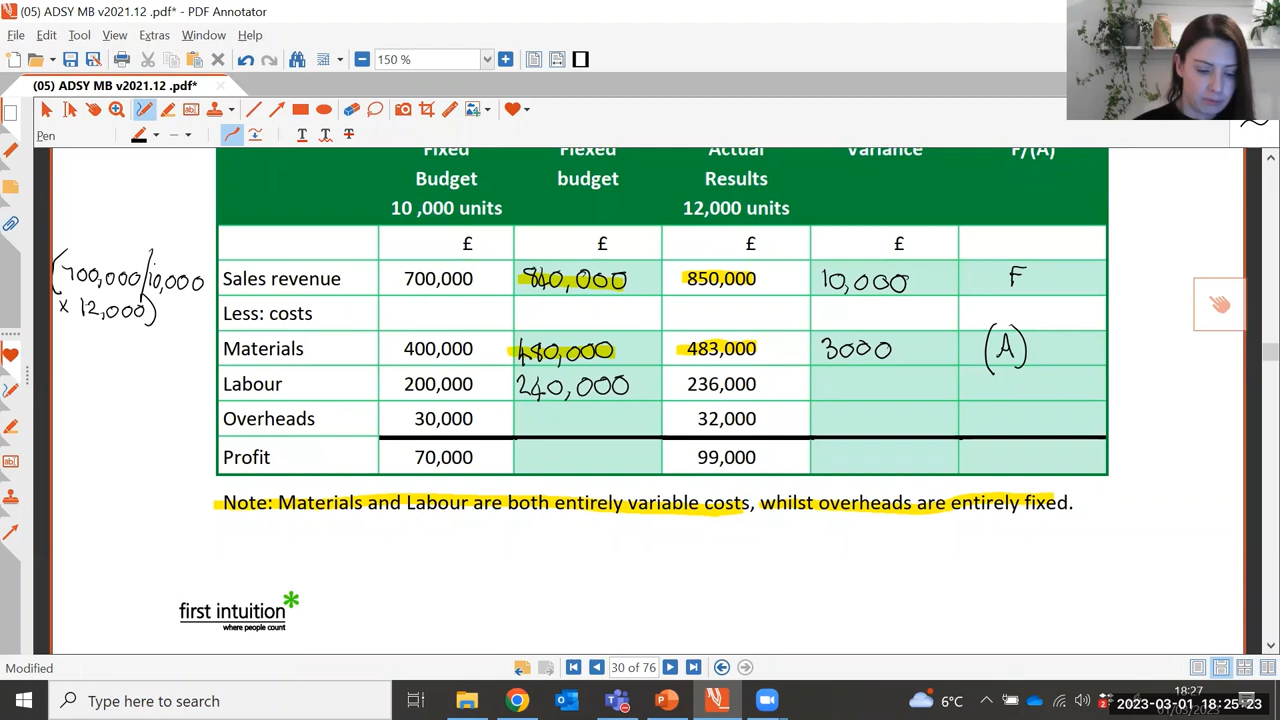 (05) ADSY MB v2021.12 .pdf* - PDF Annotator
File Edit Tool View Extras Window Help
150 %
(05) ADSY MB v2021.12 .pdf*
Pen
Fixed Budget 10 ,000 units
Flexed budget
Actual Results 12,000 units
Variance
F/(A)
£ £ £ £
Sales revenue 700,000 840,000 850,000 10,000 F
Less: costs
Materials 400,000 480,000 483,000 3000 (A)
Labour 200,000 240,000 236,000
Overheads 30,000 32,000
Profit 70,000 99,000
(700,000/10,000
x 12,000)
Note: Materials and Labour are both entirely variable costs, whilst overheads are entirely fixed.
first intuition*
where people count
Modified
30 of 76
Type here to search
6°C
18:27
2023-03-01 18:25:23